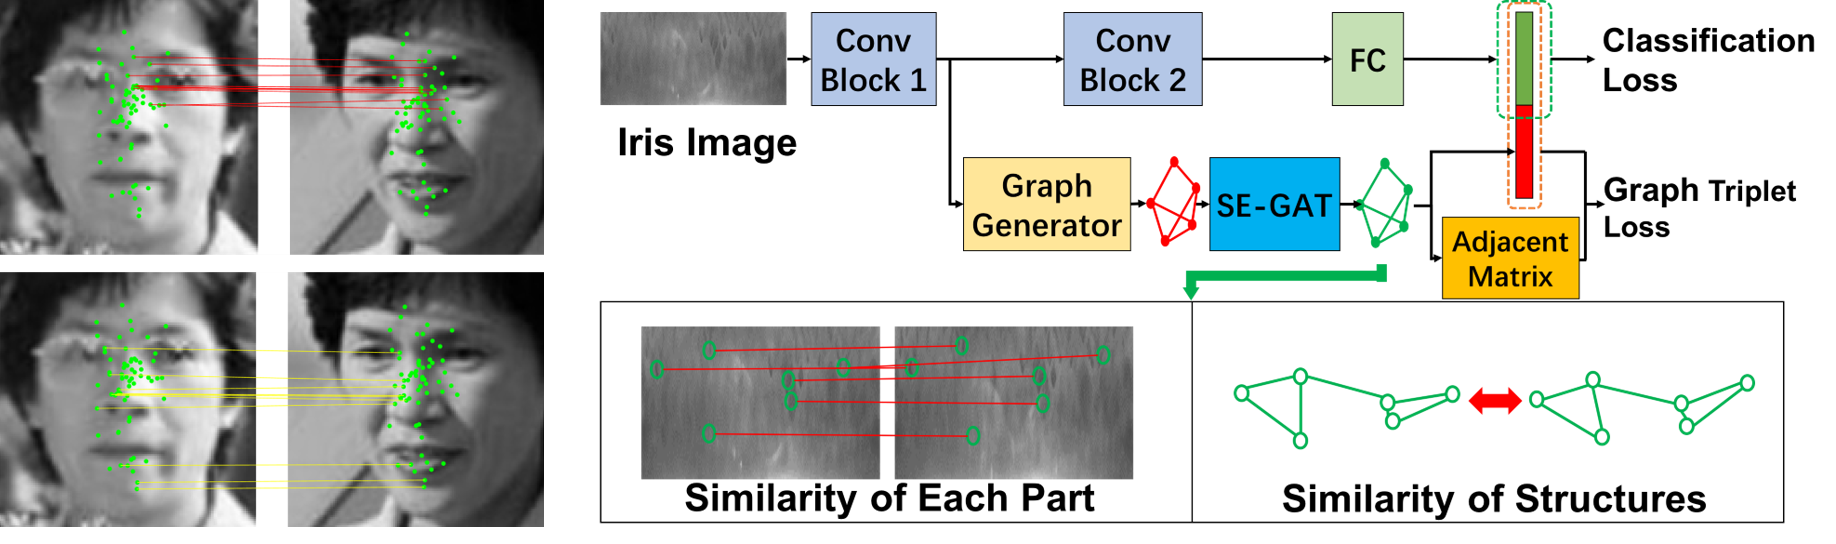 Conv
Block 1
Conv
Block 2
FC
Classification
Loss
Iris Image
Graph
Generator
SE-GAT
Graph Triplet
Loss
Adjacent
Matrix
Similarity of Each Part
Similarity of Structures